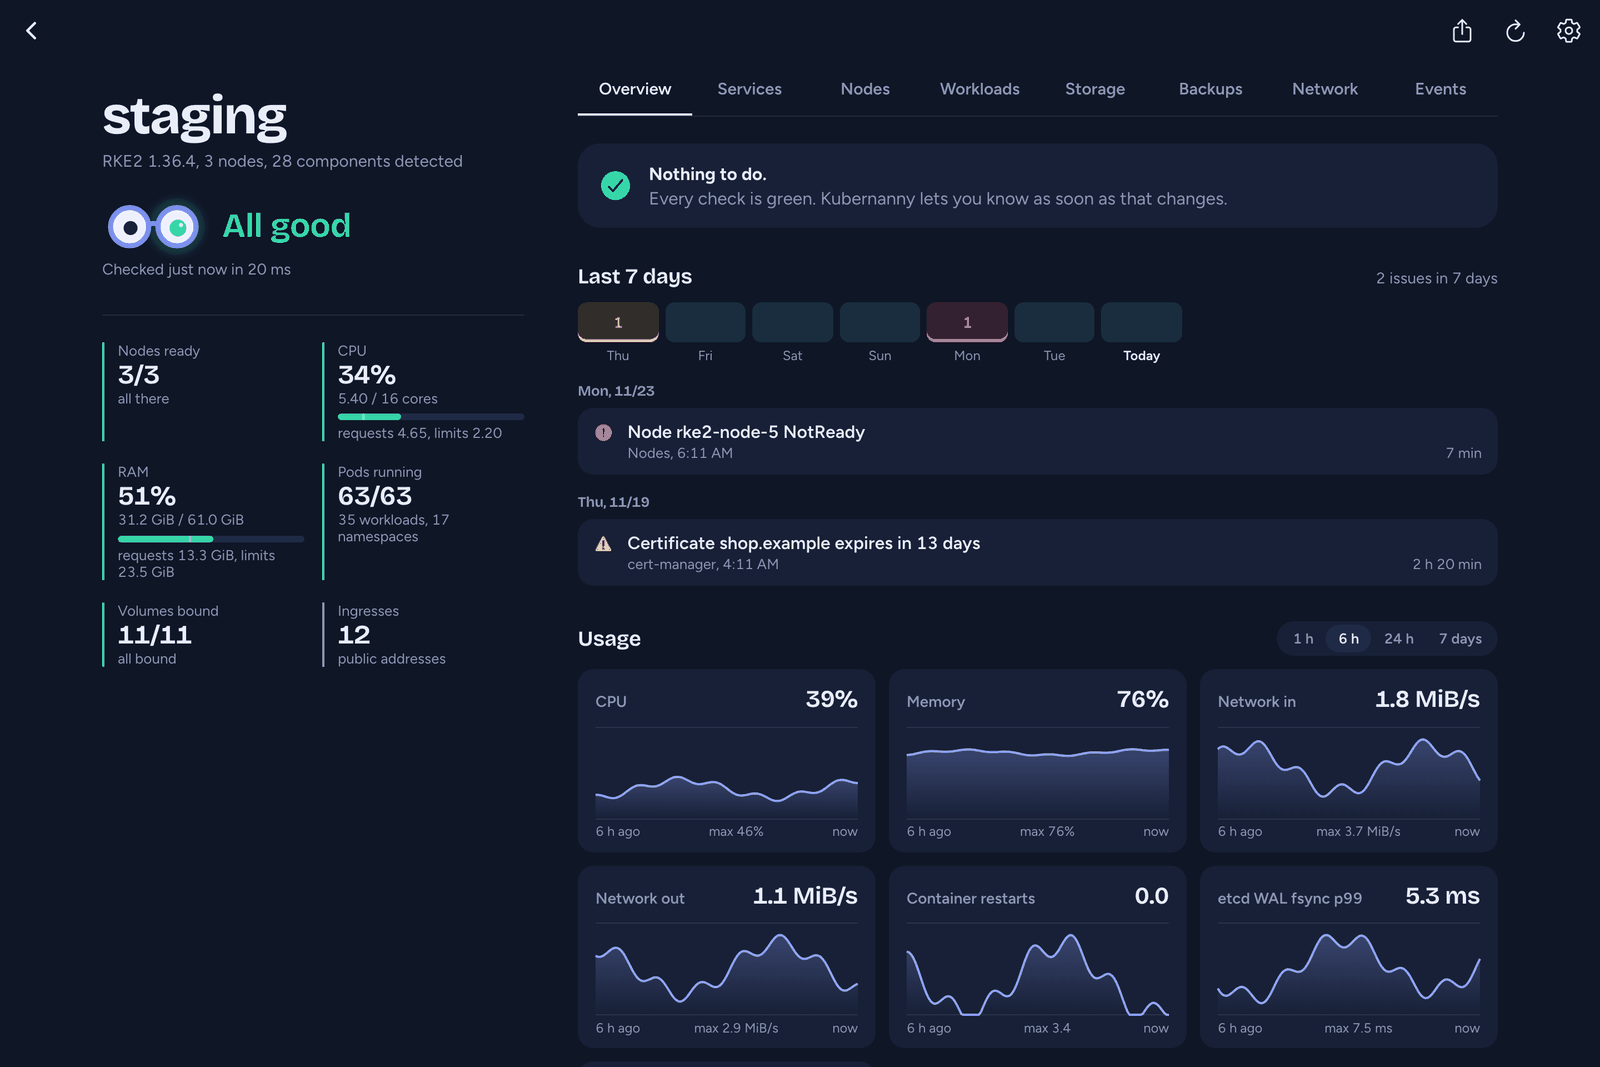 staging
RKE2 1.36.4, 3 nodes, 28 components detected
All good
Checked just now in 20 ms
Nodes ready
3/3
all there
CPU
34%
5.40 / 16 cores
requests 4.65, limits 2.20
RAM
51%
31.2 GiB / 61.0 GiB
requests 13.3 GiB, limits
23.5 GiB
Pods running
63/63
35 workloads, 17
namespaces
Volumes bound
11/11
all bound
Ingresses
12
public addresses
Overview Services Nodes Workloads Storage Backups Network Events
Nothing to do.
Every check is green. Kubernanny lets you know as soon as that changes.
Last 7 days
2 issues in 7 days
1 1
Thu Fri Sat Sun Mon Tue Today
Mon, 11/23
Node rke2-node-5 NotReady
Nodes, 6:11 AM
7 min
Thu, 11/19
Certificate shop.example expires in 13 days
cert-manager, 4:11 AM
2 h 20 min
Usage
1 h 6 h 24 h 7 days
CPU 39%
6 h ago max 46% now
Memory 76%
6 h ago max 76% now
Network in 1.8 MiB/s
6 h ago max 3.7 MiB/s now
Network out 1.1 MiB/s
6 h ago max 2.9 MiB/s now
Container restarts 0.0
6 h ago max 3.4 now
etcd WAL fsync p99 5.3 ms
6 h ago max 7.5 ms now